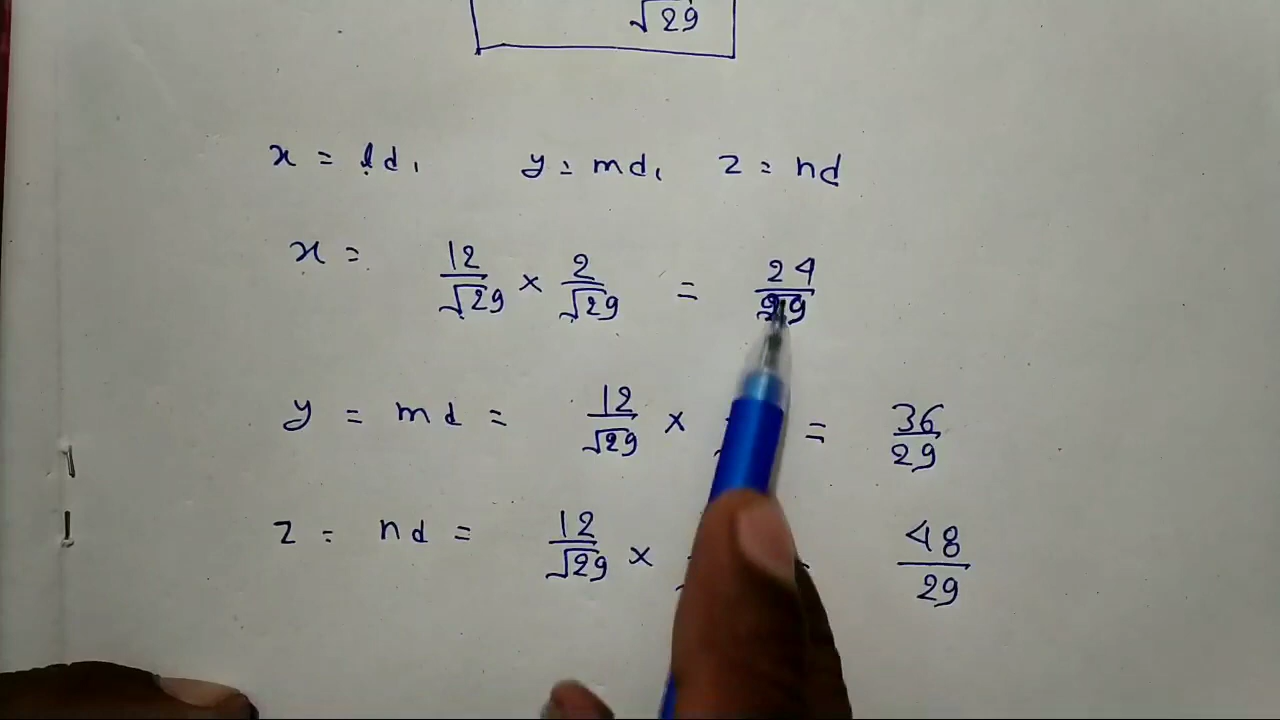 √29
x = ld, y = md, z = nd
x = 12/√29 × 2/√29 = 24/29
y = md = 12/√29 × = 36/29
z = nd = 12/√29 × 48/29